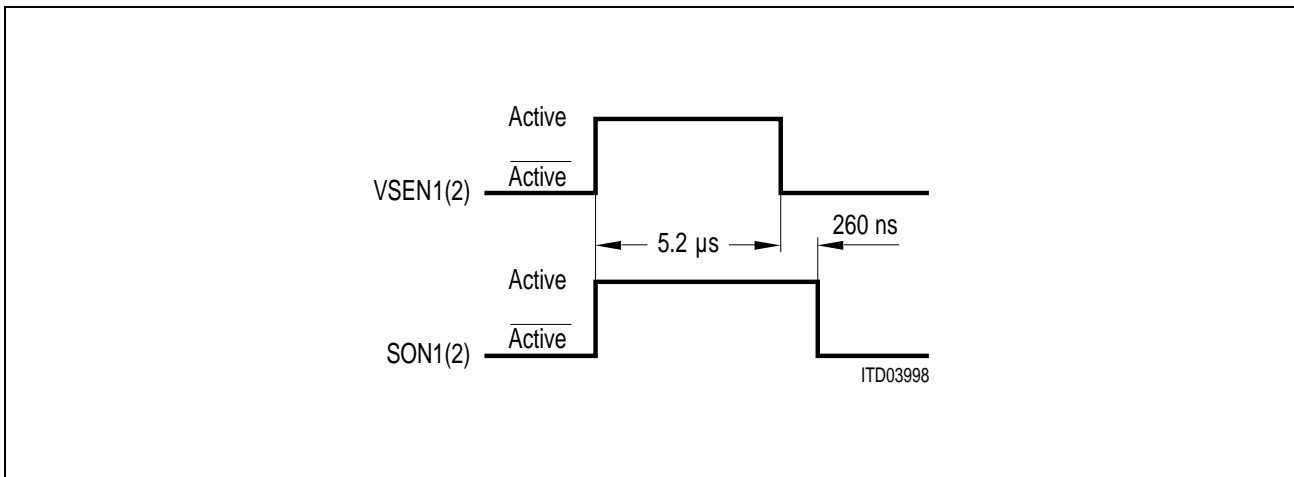 Active
Active
VSEN1(2)
260 ns
5.2 µs
Active
Active
SON1(2)
ITD03998